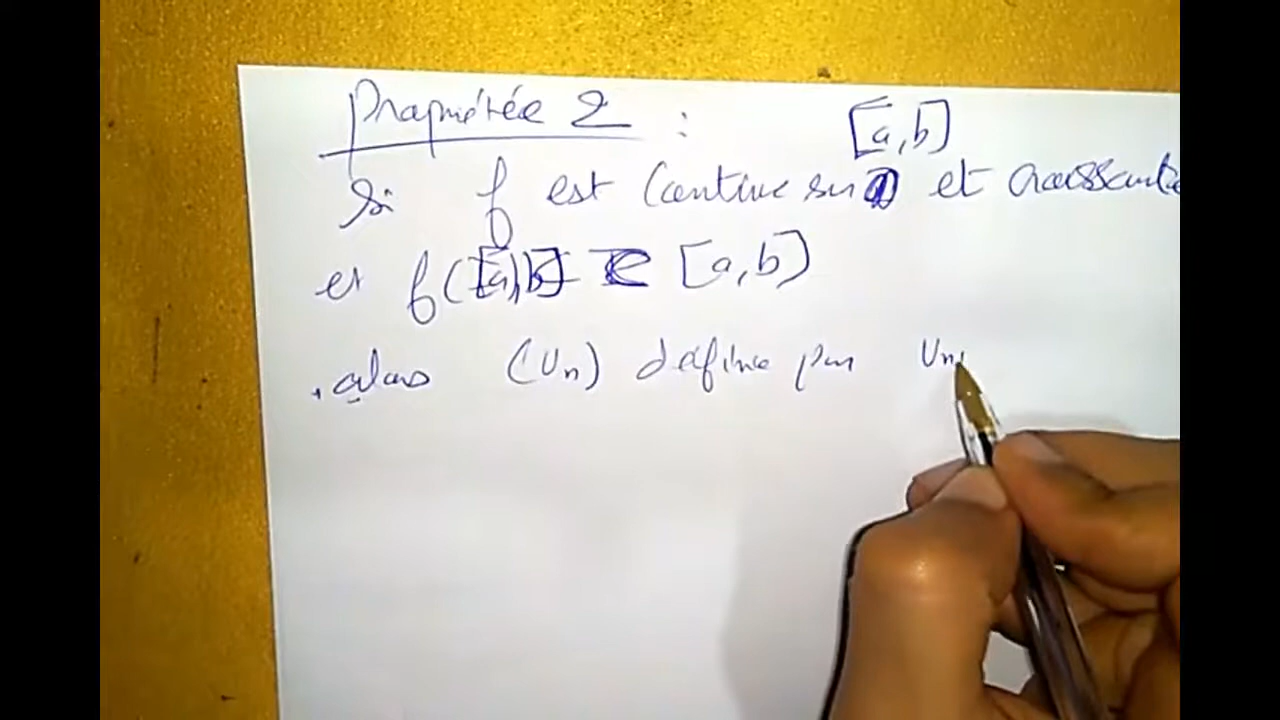 Propriétée 2 :
[a,b]
Si f est Continue sur et croissante
et f([a,b]) ⊂ [a,b]
alors (Un) définie par Un